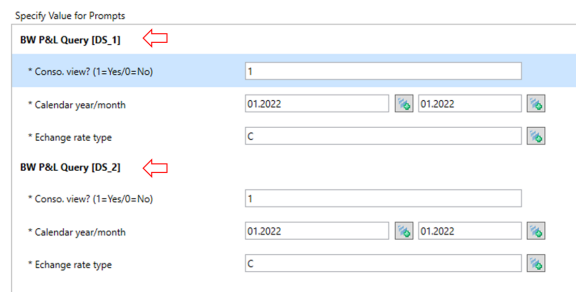 Specify Value for Prompts
BW P&L Query [DS_1]
* Conso. view? (1=Yes/0=No) 1
* Calendar year/month 01.2022 01.2022
* Echange rate type C
BW P&L Query [DS_2]
* Conso. view? (1=Yes/0=No) 1
* Calendar year/month 01.2022 01.2022
* Echange rate type C